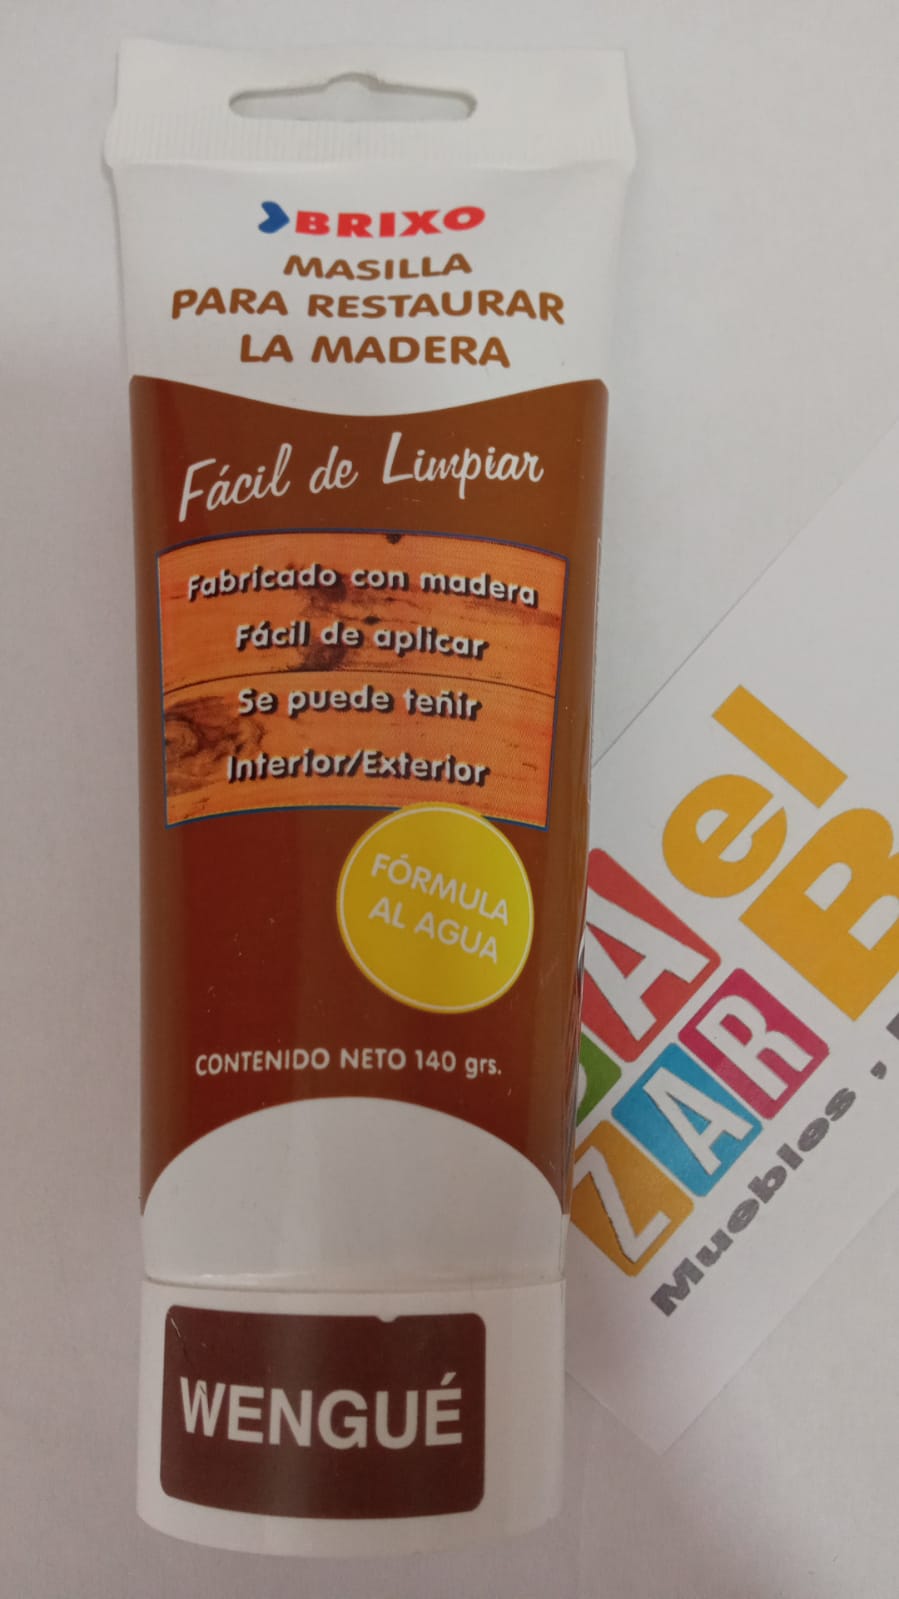 BRIXO
MASILLA
PARA RESTAURAR
LA MADERA
Fácil de Limpiar
Fabricado con madera
Fácil de aplicar
Se puede teñir
Interior/Exterior
FÓRMULA
AL AGUA
CONTENIDO NETO 140 grs.
WENGUÉ
el
ZAR
Muebles ,